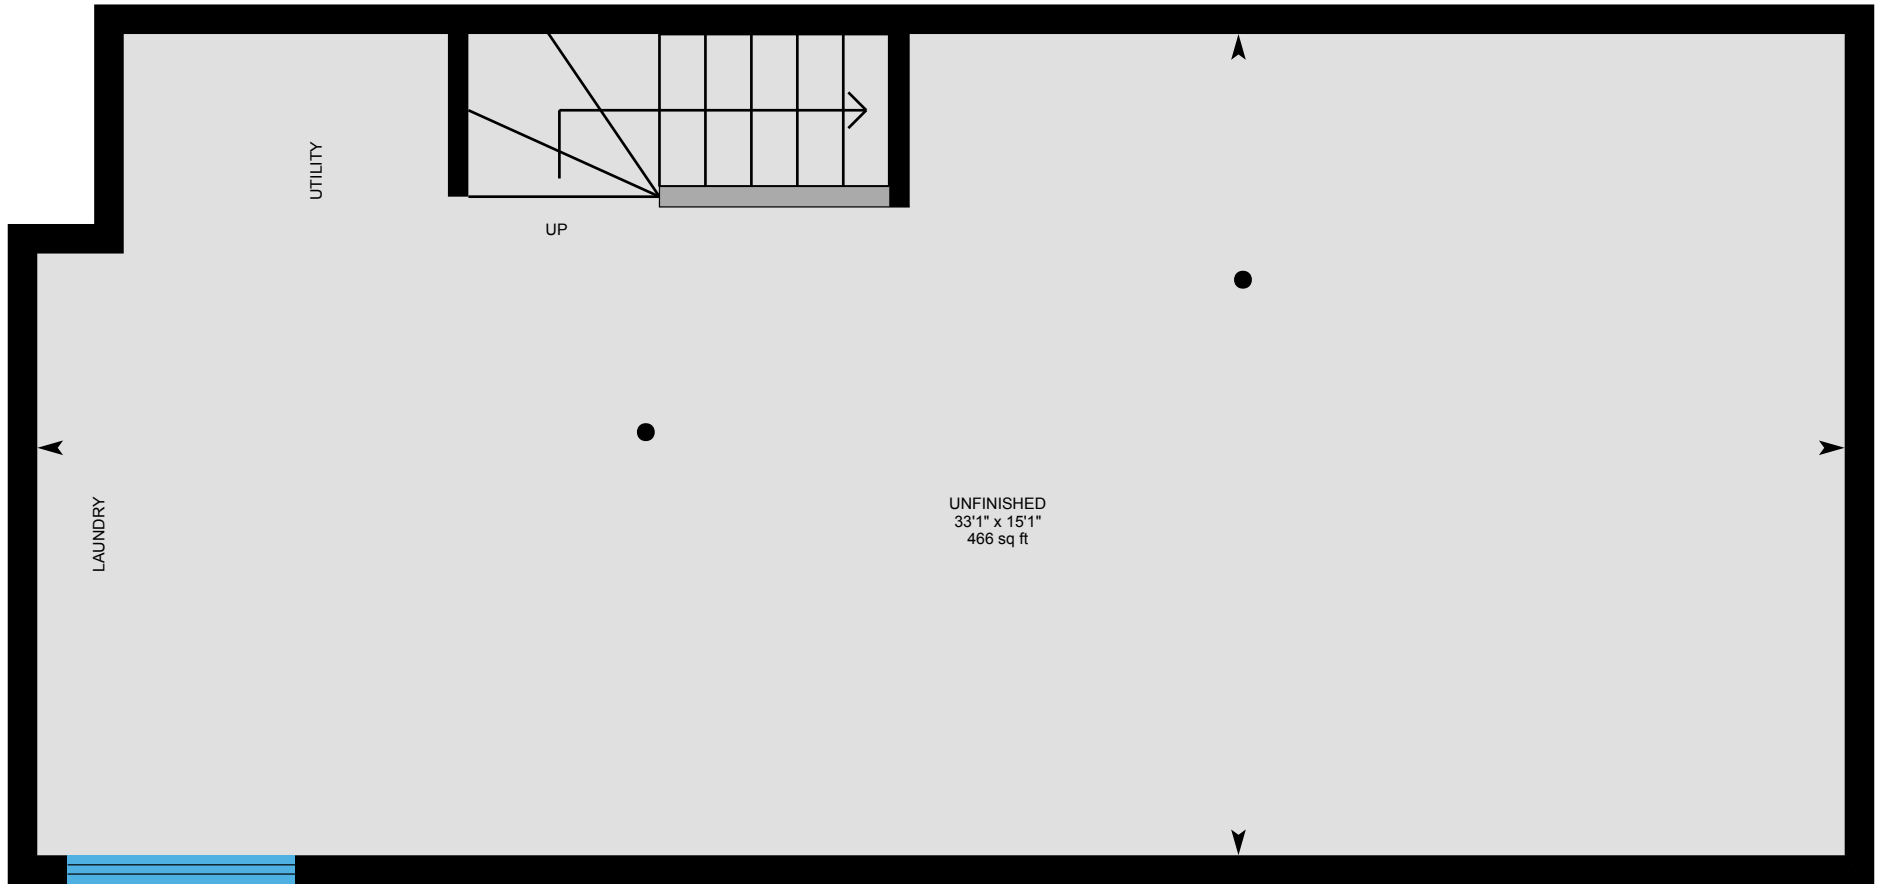 UTILITY
UP
LAUNDRY
UNFINISHED
33'1" x 15'1"
466 sq ft